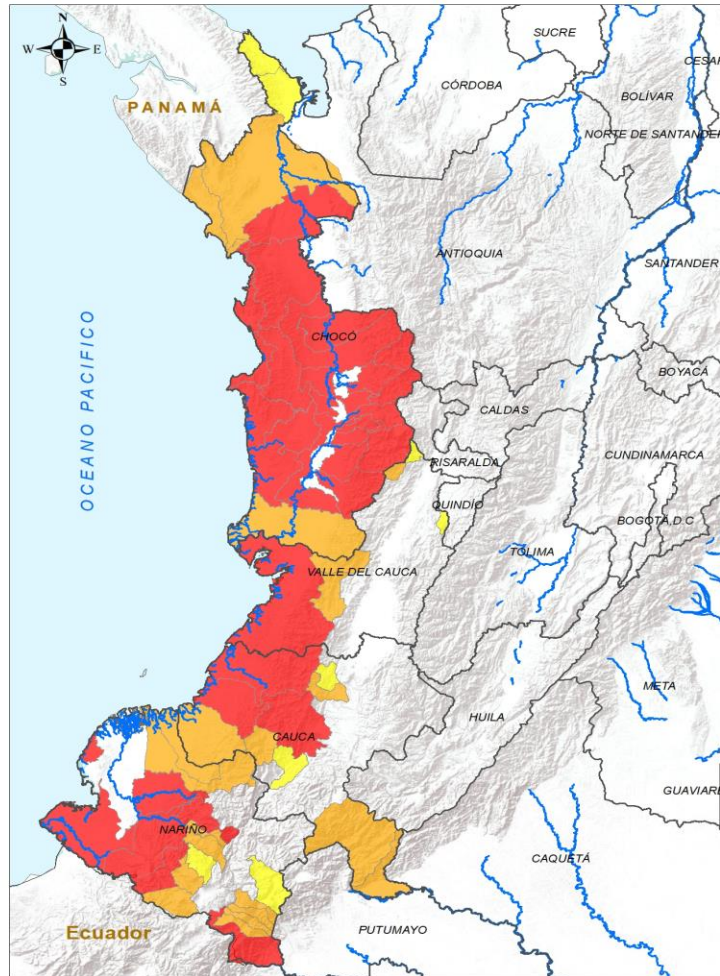 N
W E
S
SUCRE
CESAR
CÓRDOBA
BOLÍVAR
PANAMÁ
NORTE DE SANTANDER
ANTIOQUIA
SANTANDER
OCEANO PACIFICO
CHOCÓ
BOYACÁ
CALDAS
CUNDINAMARCA
RISARALDA
QUINDÍO
BOGOTÁ,D.C
TOLIMA
VALLE DEL CAUCA
META
HUILA
CAUCA
GUAVIARE
NARIÑO
CAQUETÁ
Ecuador
PUTUMAYO